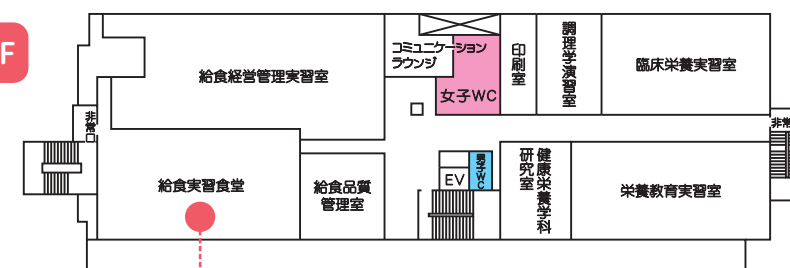 F
給食経営管理実習室
コミュニケーション
ラウンジ
女子WC
印刷室
調理学演習室
臨床栄養実習室
非常口
非常
給食実習食堂
給食品質
管理室
EV
男子WC
健康栄養学科
研究室
栄養教育実習室